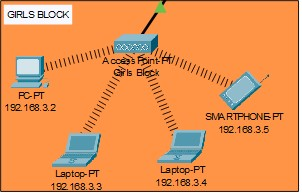 GIRLS BLOCK
Access Point-PT
Girls Block
PC-PT
192.168.3.2
SMARTPHONE-PT
192.168.3.5
Laptop-PT
192.168.3.3
Laptop-PT
192.168.3.4